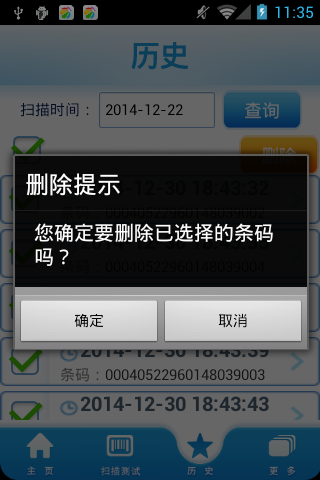 11:35
历史
扫描时间： 2014-12-22 查询
删除
2014-12-30 18:43:32
删除提示
条码：00040522960148039002
您确定要删除已选择的条码
吗？
确定 取消
2014-12-30 18:43:39
条码：00040522960148039003
2014-12-30 18:43:43
主 页 扫描测试 历 史 更 多